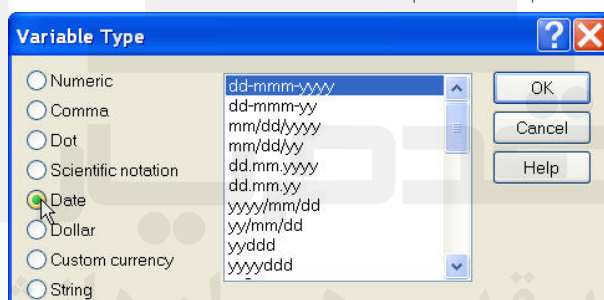 Variable Type
Numeric
Comma
Dot
Scientific notation
Date
Dollar
Custom currency
String
dd-mmm-yyyy
dd-mmm-yy
mm/dd/yyyy
mm/dd/yy
dd.mm.yyyy
dd.mm.yy
yyyy/mm/dd
yy/mm/dd
yyddd
yyyyddd
OK
Cancel
Help